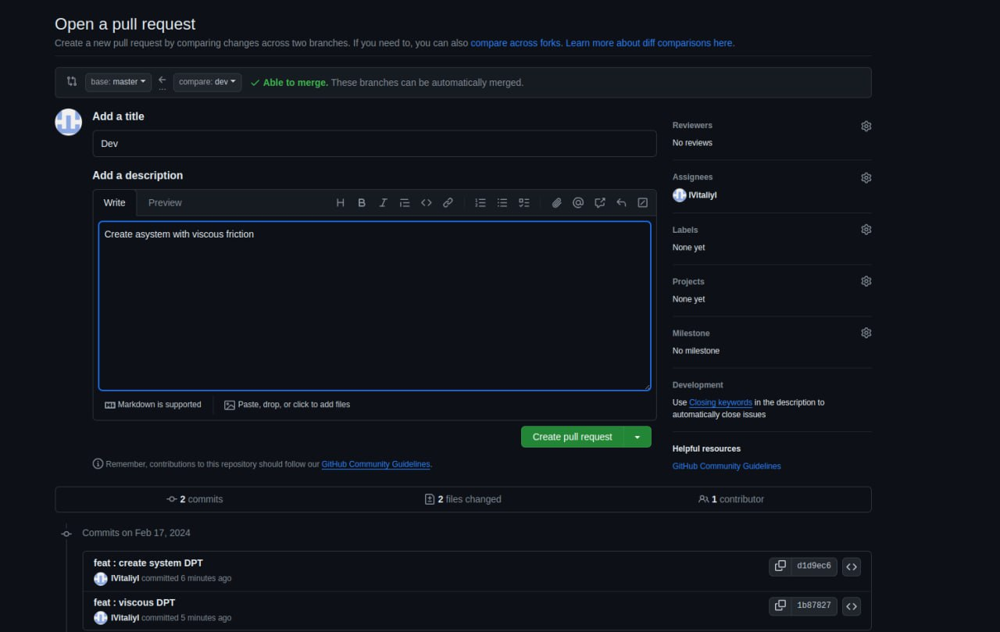 Open a pull request
Create a new pull request by comparing changes across two branches. If you need to, you can also compare across forks. Learn more about diff comparisons here.
base: master
...
compare: dev
Able to merge. These branches can be automatically merged.
Add a title
Dev
Add a description
Write Preview
Create asystem with viscous friction
Markdown is supported
Paste, drop, or click to add files
Create pull request
Remember, contributions to this repository should follow our GitHub Community Guidelines.
Reviewers
No reviews
Assignees
IVitaliyI
Labels
None yet
Projects
None yet
Milestone
No milestone
Development
Use Closing keywords in the description to
automatically close issues
Helpful resources
GitHub Community Guidelines
2 commits
2 files changed
1 contributor
Commits on Feb 17, 2024
feat : create system DPT
IVitaliyI committed 6 minutes ago
d1d9ec6
feat : viscous DPT
IVitaliyI committed 5 minutes ago
1b87827